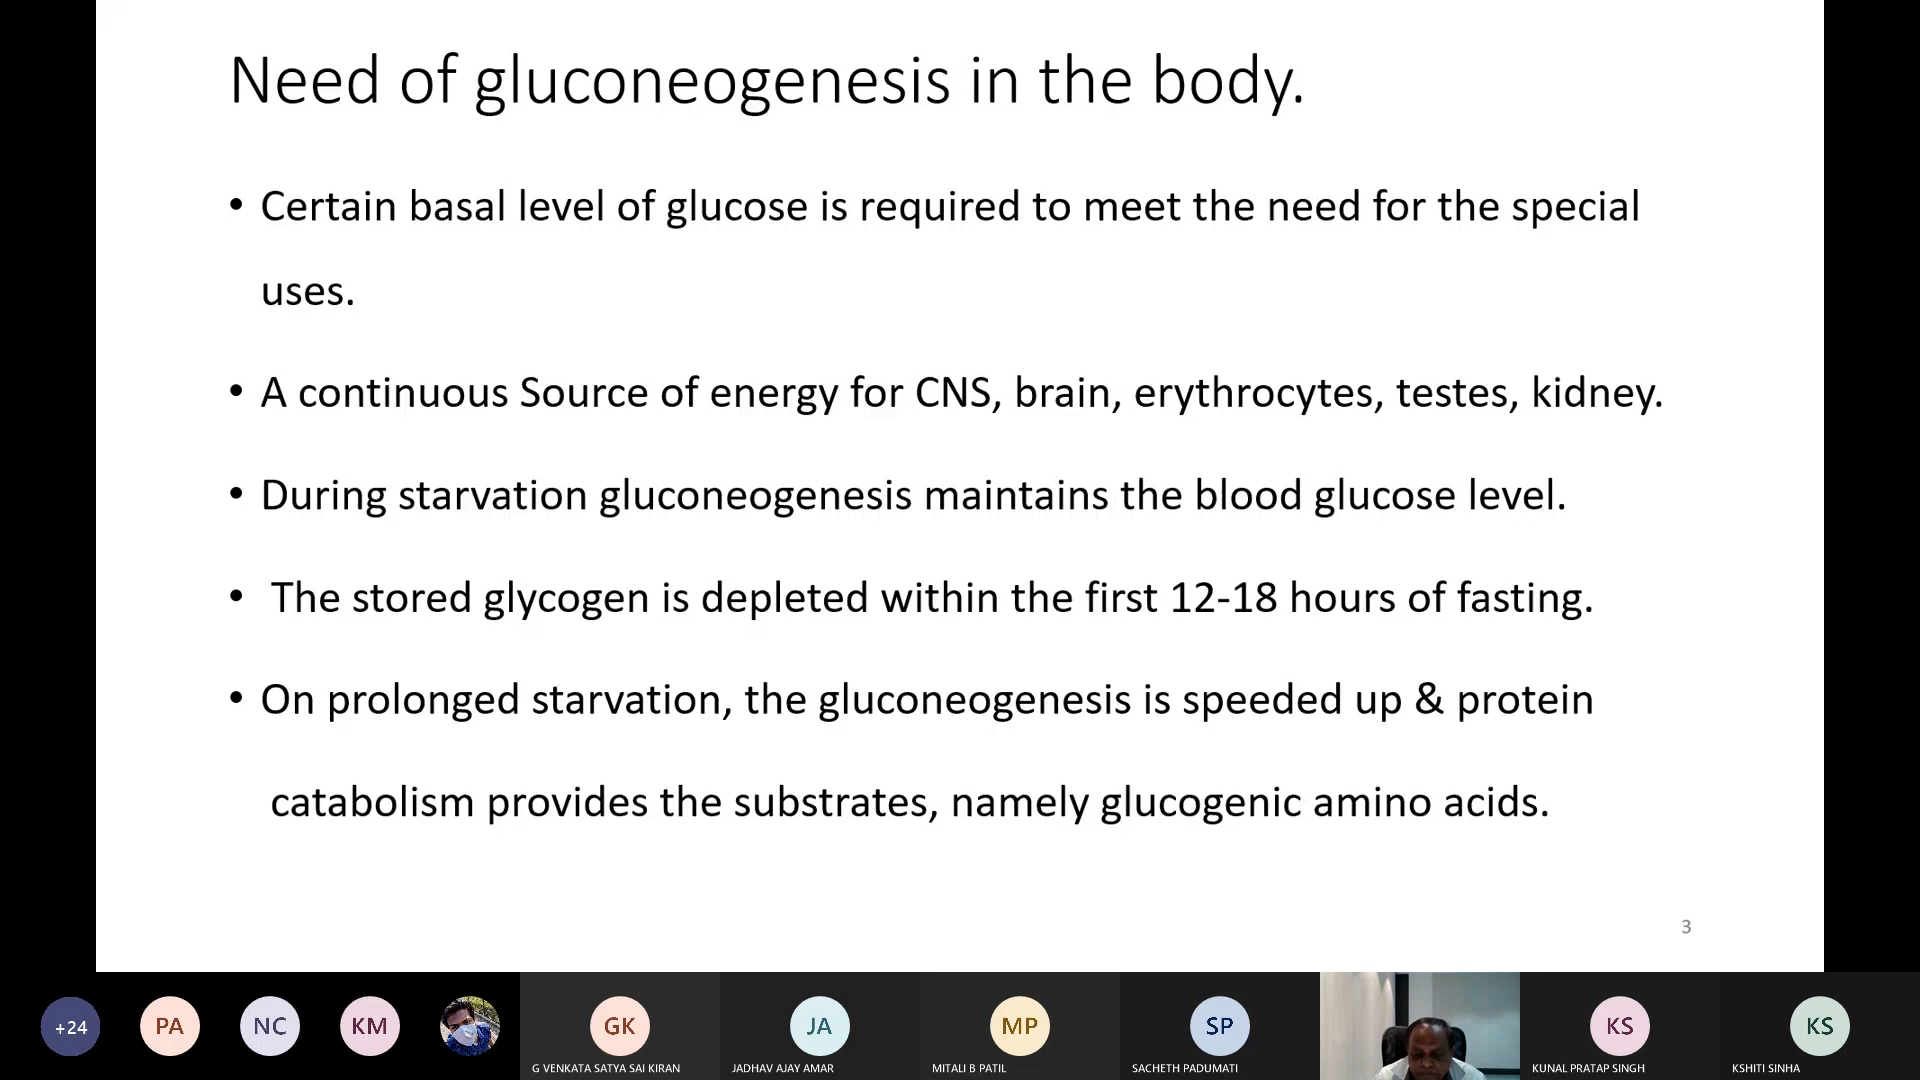 Need of gluconeogenesis in the body.
• Certain basal level of glucose is required to meet the need for the special
uses.
• A continuous Source of energy for CNS, brain, erythrocytes, testes, kidney.
• During starvation gluconeogenesis maintains the blood glucose level.
• The stored glycogen is depleted within the first 12-18 hours of fasting.
• On prolonged starvation, the gluconeogenesis is speeded up & protein
catabolism provides the substrates, namely glucogenic amino acids.
3
+24
PA
NC
KM
GK
G VENKATA SATYA SAI KIRAN
JA
JADHAV AJAY AMAR
MP
MITALI B PATIL
SP
SACHETH PADUMATI
KS
KUNAL PRATAP SINGH
KS
KSHITI SINHA